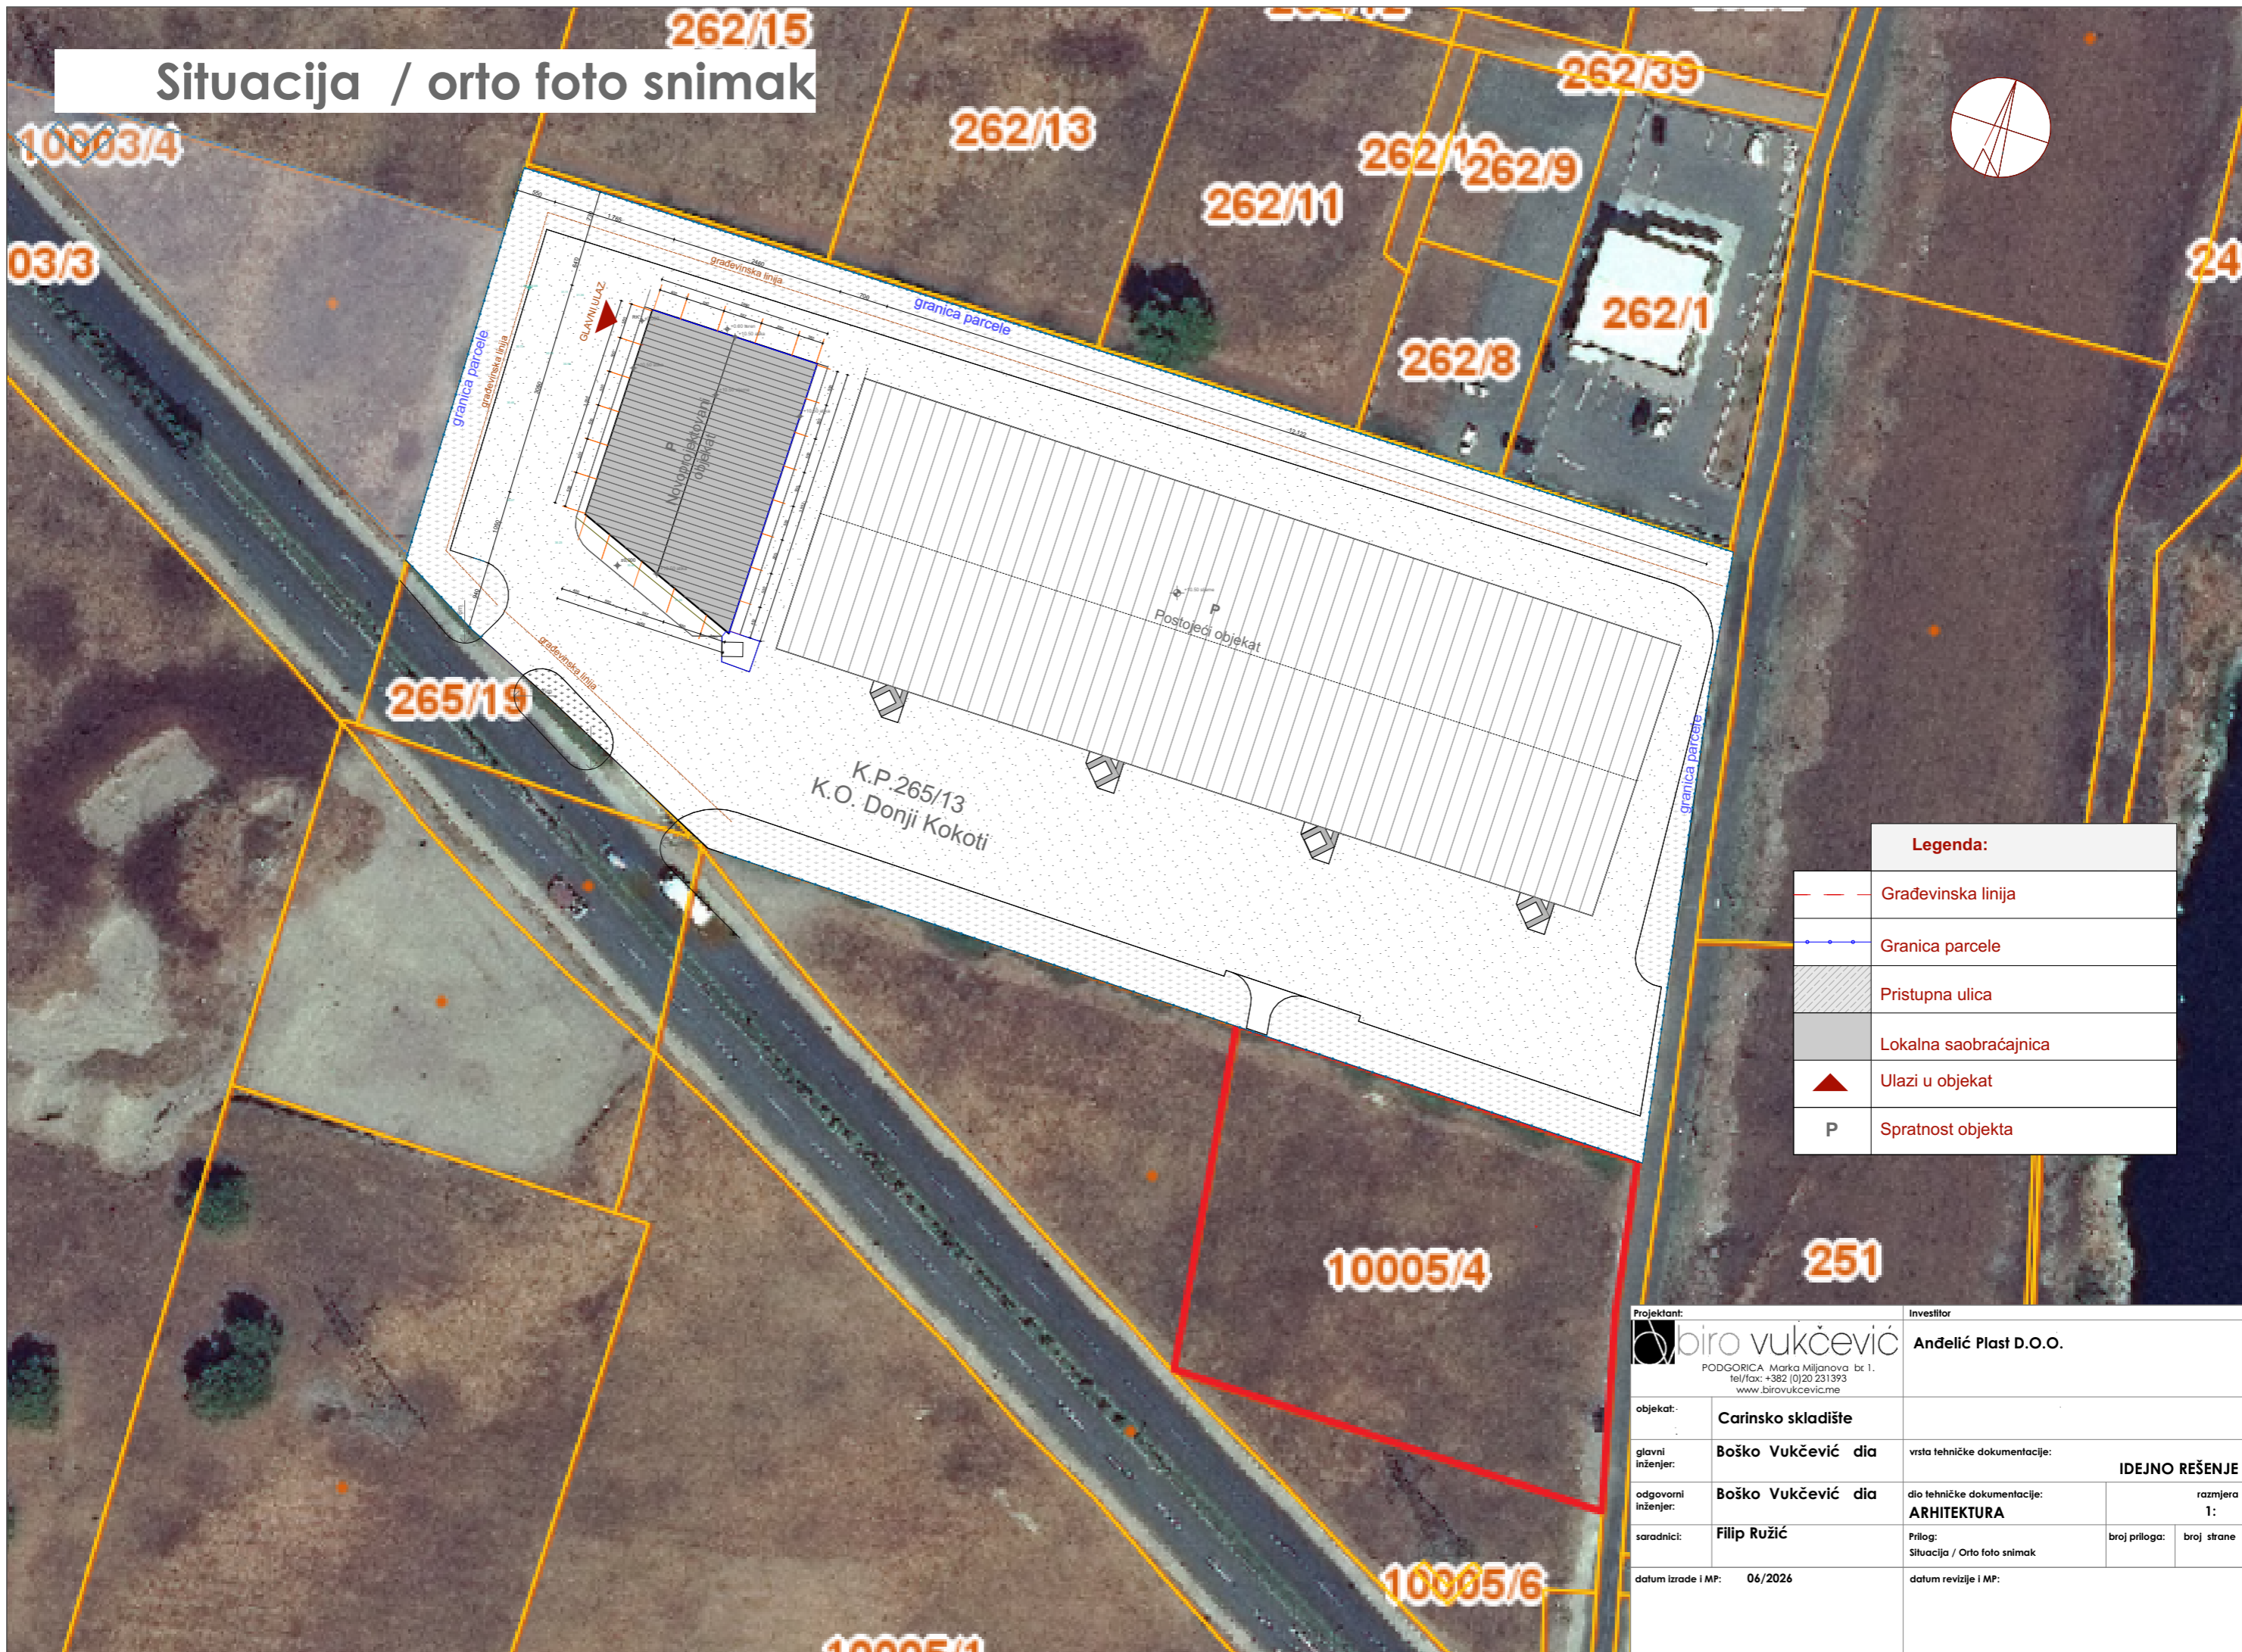 Situacija / orto foto snimak
262/15
262/39
10003/4
262/13
262/9
262/11
03/3
24
262/1
262/8
građevinska linija
granica parcele
GLAVNI ULAZ
granica parcele
građevinska linija
Novoprojektovani
objekat
P
P
Postojeći objekat
građevinska linija
265/19
granica parcele
K.P.265/13
K.O. Donji Kokoti
Legenda:
Građevinska linija
Granica parcele
Pristupna ulica
Lokalna saobraćajnica
Ulazi u objekat
P Spratnost objekta
10005/4
251
10005/6
10005/1
Projektant:
biro vukčević
PODGORICA Marka Miljanova br. 1.
tel/fax: +382 (0)20 231393
www.birovukcevic.me
Investitor
Anđelić Plast D.O.O.
objekat:
Carinsko skladište
glavni
inženjer:
Boško Vukčević dia
vrsta tehničke dokumentacije:
IDEJNO REŠENJE
odgovorni
inženjer:
Boško Vukčević dia
dio tehničke dokumentacije:
ARHITEKTURA
razmjera
1:
saradnici:
Filip Ružić
Prilog:
Situacija / Orto foto snimak
broj priloga:
broj strane
datum izrade i MP: 06/2026
datum revizije i MP: